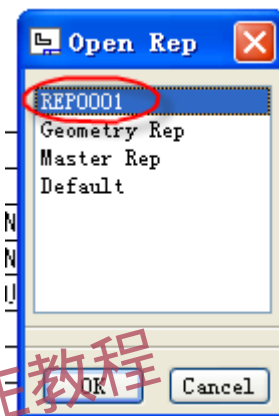 Open Rep
REP0001
Geometry Rep
Master Rep
Default
N
N
OK
Cancel
教程